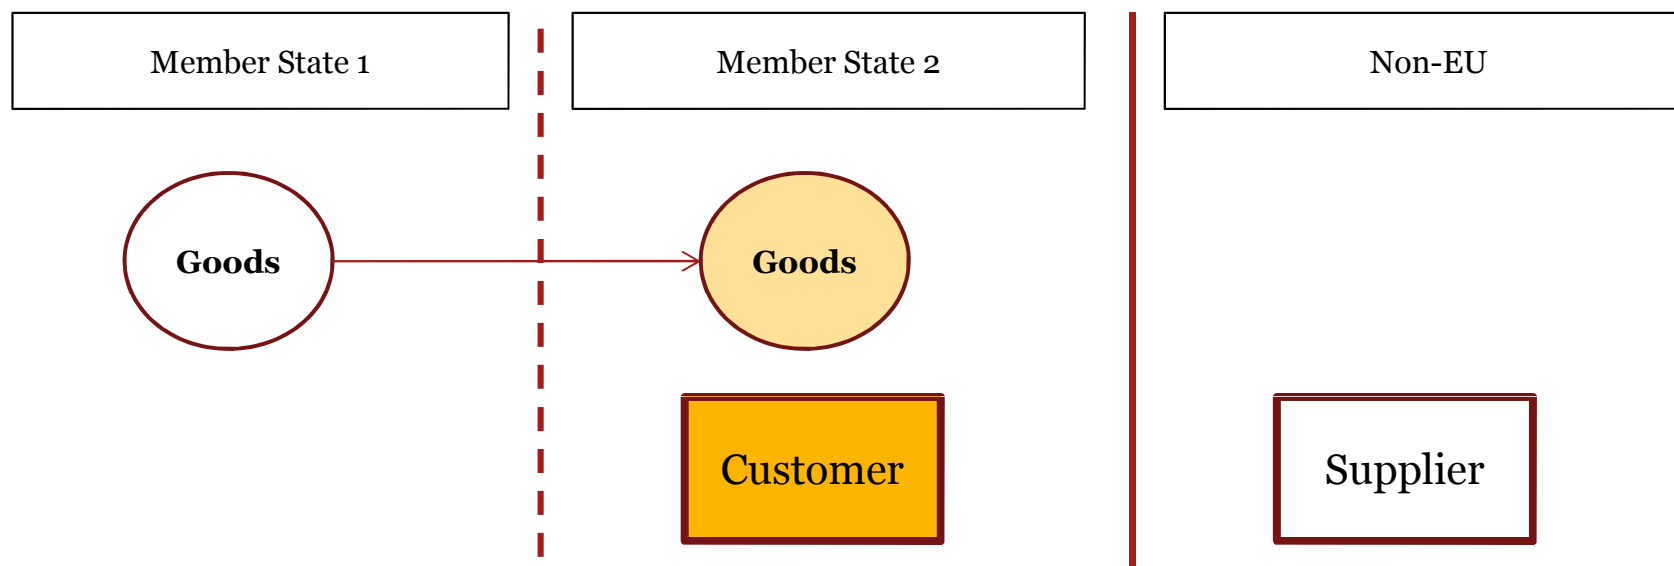 Member State 1
Member State 2
Non-EU
Goods
Goods
Customer
Supplier